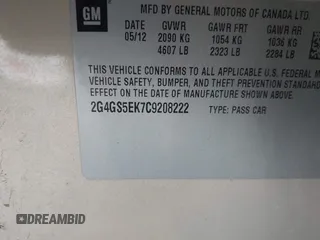 GM
MFD BY GENERAL MOTORS OF CANADA LTD.
05/12 GVWR GAWR FRT GAWR RR
2090 KG 1054 KG 1036 KG
4607 LB 2323 LB 2284 LB
THIS VEHICLE CONFORMS TO ALL APPLICABLE U.S. FEDERAL M
VEHICLE SAFETY, BUMPER, AND THEFT PREVENTION STANDARD
EFFECT ON THE DATE OF MANUFACTURE SHOWN ABOVE.
2G4GS5EK7C9208222 TYPE: PASS CAR
DREAMBID